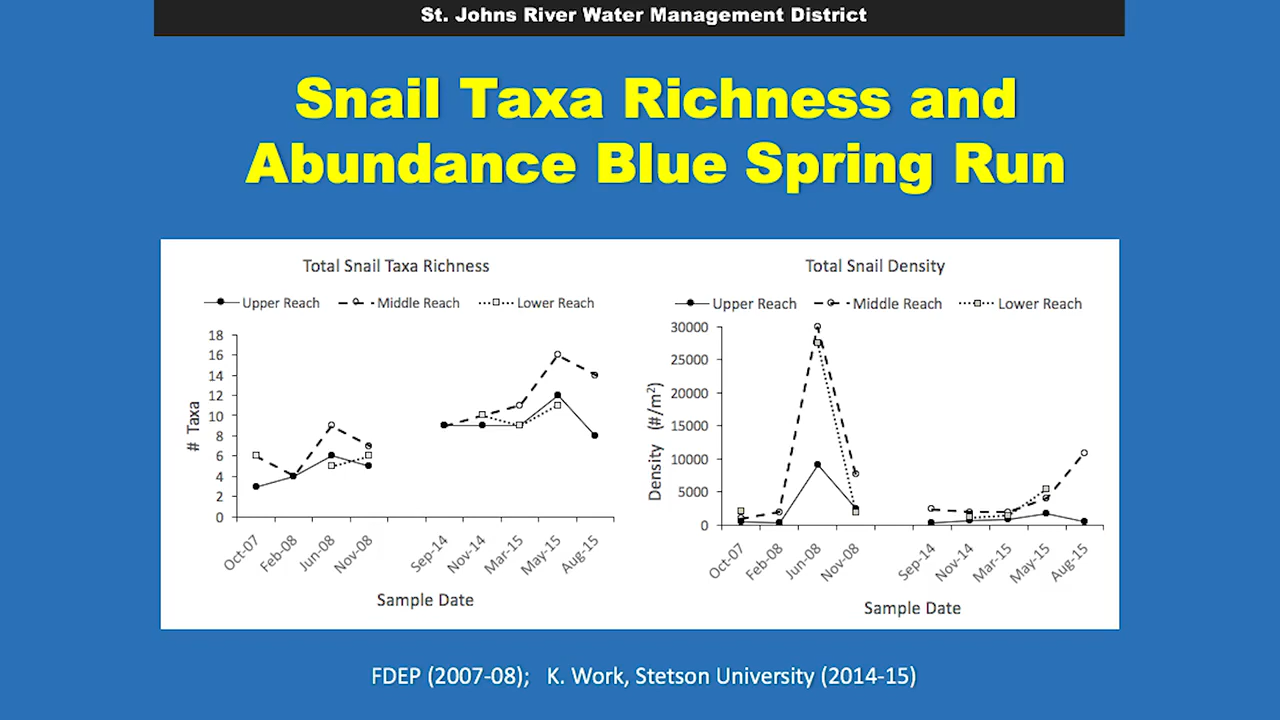 St. Johns River Water Management District
Snail Taxa Richness and
Abundance Blue Spring Run
Total Snail Taxa Richness
Upper Reach
Middle Reach
Lower Reach
18
16
14
12
10
8
6
4
2
0
# Taxa
Oct-07
Feb-08
Jun-08
Nov-08
Sep-14
Nov-14
Mar-15
May-15
Aug-15
Sample Date
Total Snail Density
Upper Reach
Middle Reach
Lower Reach
30000
25000
20000
15000
10000
5000
0
Density (#/m²)
Oct-07
Feb-08
Jun-08
Nov-08
Sep-14
Nov-14
Mar-15
May-15
Aug-15
Sample Date
FDEP (2007-08); K. Work, Stetson University (2014-15)